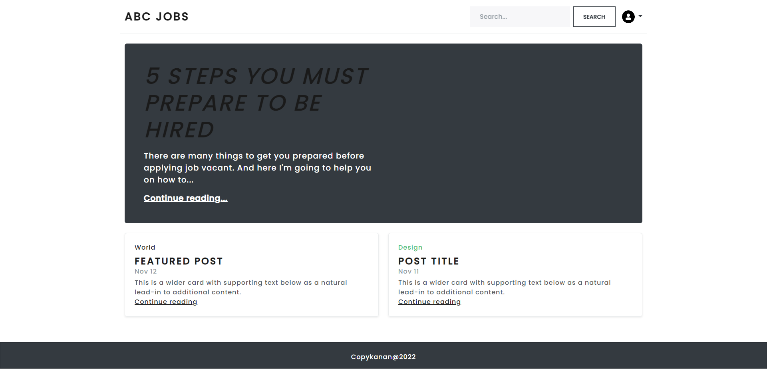 ABC JOBS
Search...
SEARCH
5 STEPS YOU MUST
PREPARE TO BE
HIRED
There are many things to get you prepared before
applying job vacant. And here I'm going to help you
on how to...
Continue reading...
World
FEATURED POST
Nov 12
This is a wider card with supporting text below as a natural
lead-in to additional content.
Continue reading
Design
POST TITLE
Nov 11
This is a wider card with supporting text below as a natural
lead-in to additional content.
Continue reading
Copykanan@2022